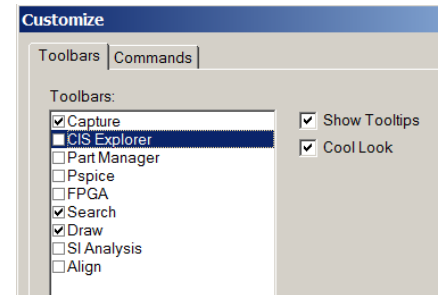 Customize
Toolbars Commands
Toolbars:
Capture
CIS Explorer
Part Manager
Pspice
FPGA
Search
Draw
SI Analysis
Align
Show Tooltips
Cool Look